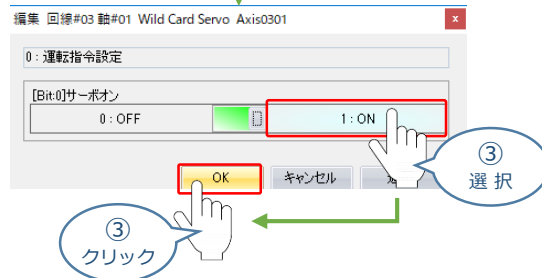 編集 回線#03 軸#01 Wild Card Servo Axis0301
x
0 : 運転指令設定
[Bit:0]サーボオン
0 : OFF
1 : ON
③
選 択
OK
キャンセル
③
クリック